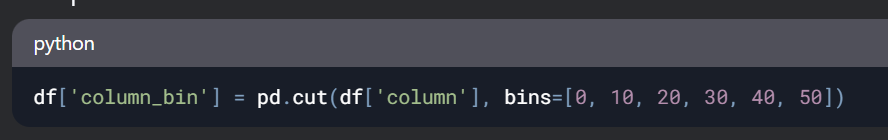 python
df['column_bin'] = pd.cut(df['column'], bins=[0, 10, 20, 30, 40, 50])